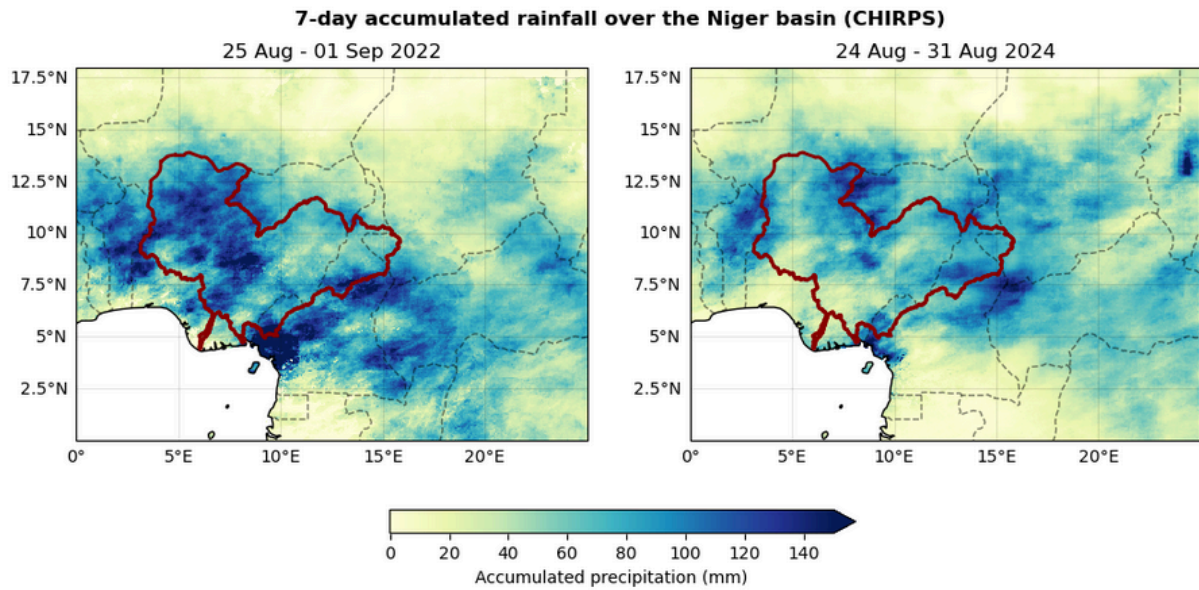 7-day accumulated rainfall over the Niger basin (CHIRPS)
25 Aug - 01 Sep 2022
24 Aug - 31 Aug 2024
17.5°N
15°N
12.5°N
10°N
7.5°N
5°N
2.5°N
0° 5°E 10°E 15°E 20°E
17.5°N
15°N
12.5°N
10°N
7.5°N
5°N
2.5°N
0° 5°E 10°E 15°E 20°E
0 20 40 60 80 100 120 140
Accumulated precipitation (mm)